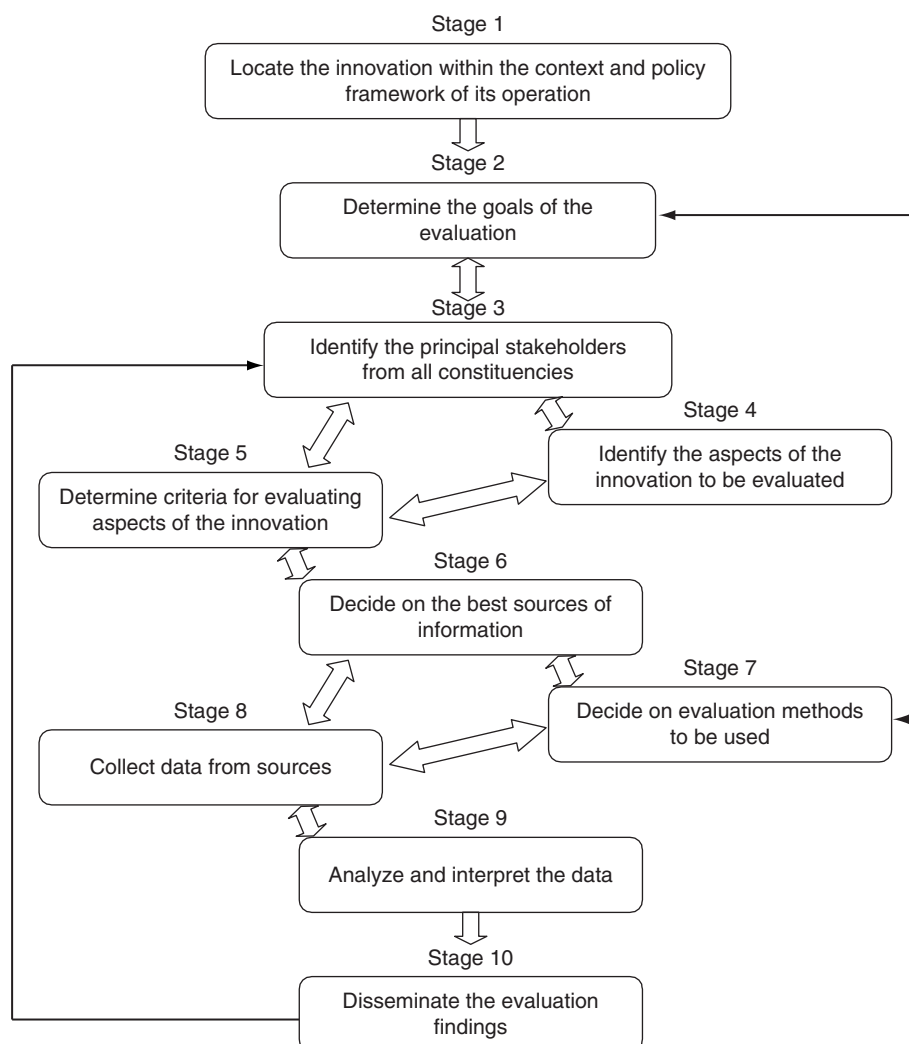 Stage 1
Locate the innovation within the context and policy
framework of its operation
Stage 2
Determine the goals of the
evaluation
Stage 3
Identify the principal stakeholders
from all constituencies
Stage 4
Identify the aspects of the
innovation to be evaluated
Stage 5
Determine criteria for evaluating
aspects of the innovation
Stage 6
Decide on the best sources of
information
Stage 7
Decide on evaluation methods
to be used
Stage 8
Collect data from sources
Stage 9
Analyze and interpret the data
Stage 10
Disseminate the evaluation
findings